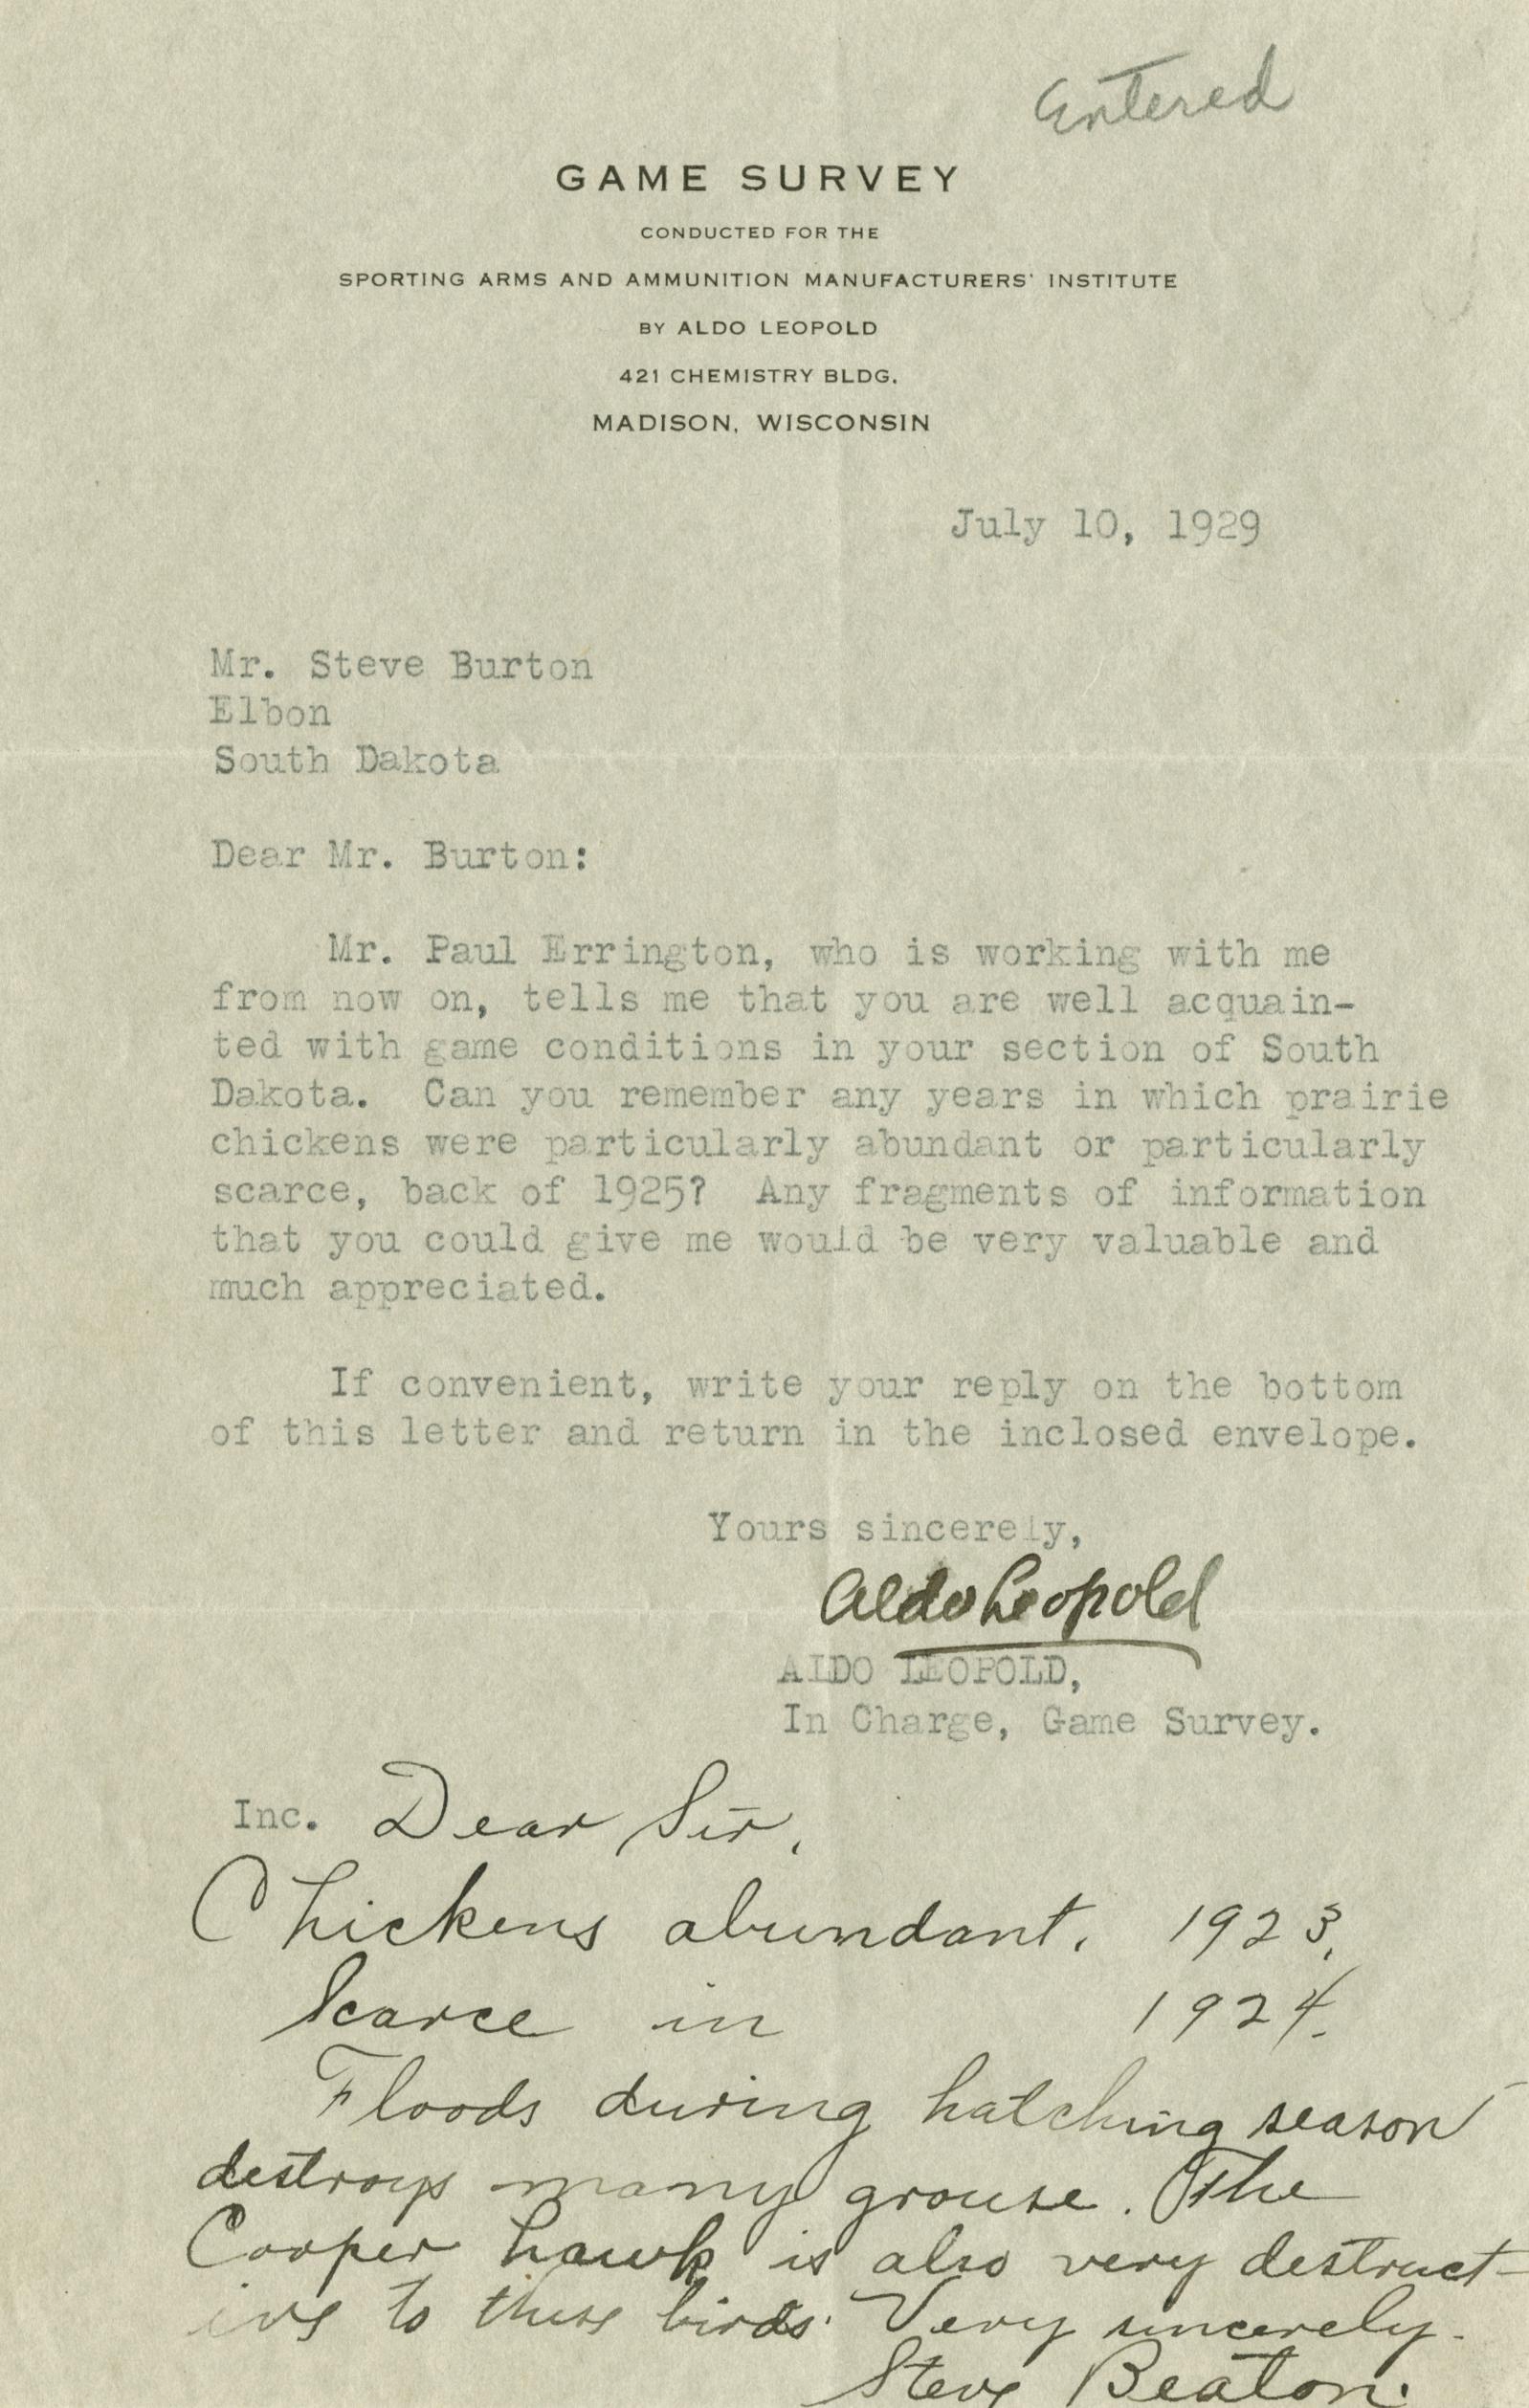 Entered
GAME SURVEY
CONDUCTED FOR THE
SPORTING ARMS AND AMMUNITION MANUFACTURERS' INSTITUTE
BY ALDO LEOPOLD
421 CHEMISTRY BLDG.
MADISON, WISCONSIN
July 10, 1929
Mr. Steve Burton
Elbon
South Dakota
Dear Mr. Burton:
Mr. Paul Errington, who is working with me
from now on, tells me that you are well acquain-
ted with game conditions in your section of South
Dakota. Can you remember any years in which prairie
chickens were particularly abundant or particularly
scarce, back of 1925? Any fragments of information
that you could give me would be very valuable and
much appreciated.
If convenient, write your reply on the bottom
of this letter and return in the inclosed envelope.
Yours sincerely,
Aldo Leopold
ALDO LEOPOLD,
In Charge, Game Survey.
Inc. Dear Sir,
Chickens abundant. 1923.
Scarce in 1924.
Floods during hatching season
destroys many grouse. The
Cooper hawk is also very destruct-
ive to these birds. Very sincerely.
Steve Beaton.